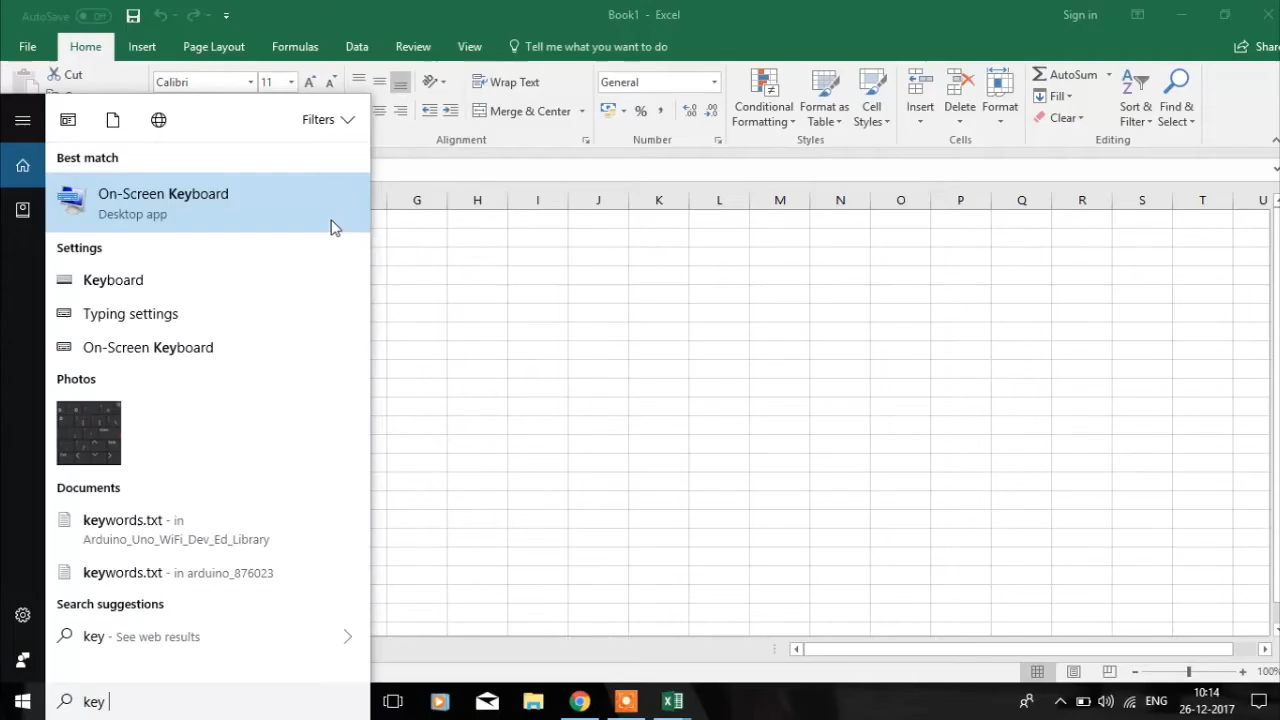 AutoSave Off
Book1 - Excel
Sign in
File Home Insert Page Layout Formulas Data Review View Tell me what you want to do
Cut
Calibri 11
Wrap Text
General
AutoSum
Merge & Center
Conditional Formatting
Format as Table
Cell Styles
Insert Delete Format
Fill
Clear
Sort & Filter
Find & Select
Alignment Number Styles Cells Editing
Filters
Best match
On-Screen Keyboard
Desktop app
G H I J K L M N O P Q R S T U
Settings
Keyboard
Typing settings
On-Screen Keyboard
Photos
Documents
keywords.txt - in
Arduino_Uno_WiFi_Dev_Ed_Library
keywords.txt - in arduino_876023
Search suggestions
key - See web results
100%
key
ENG
10:14
26-12-2017